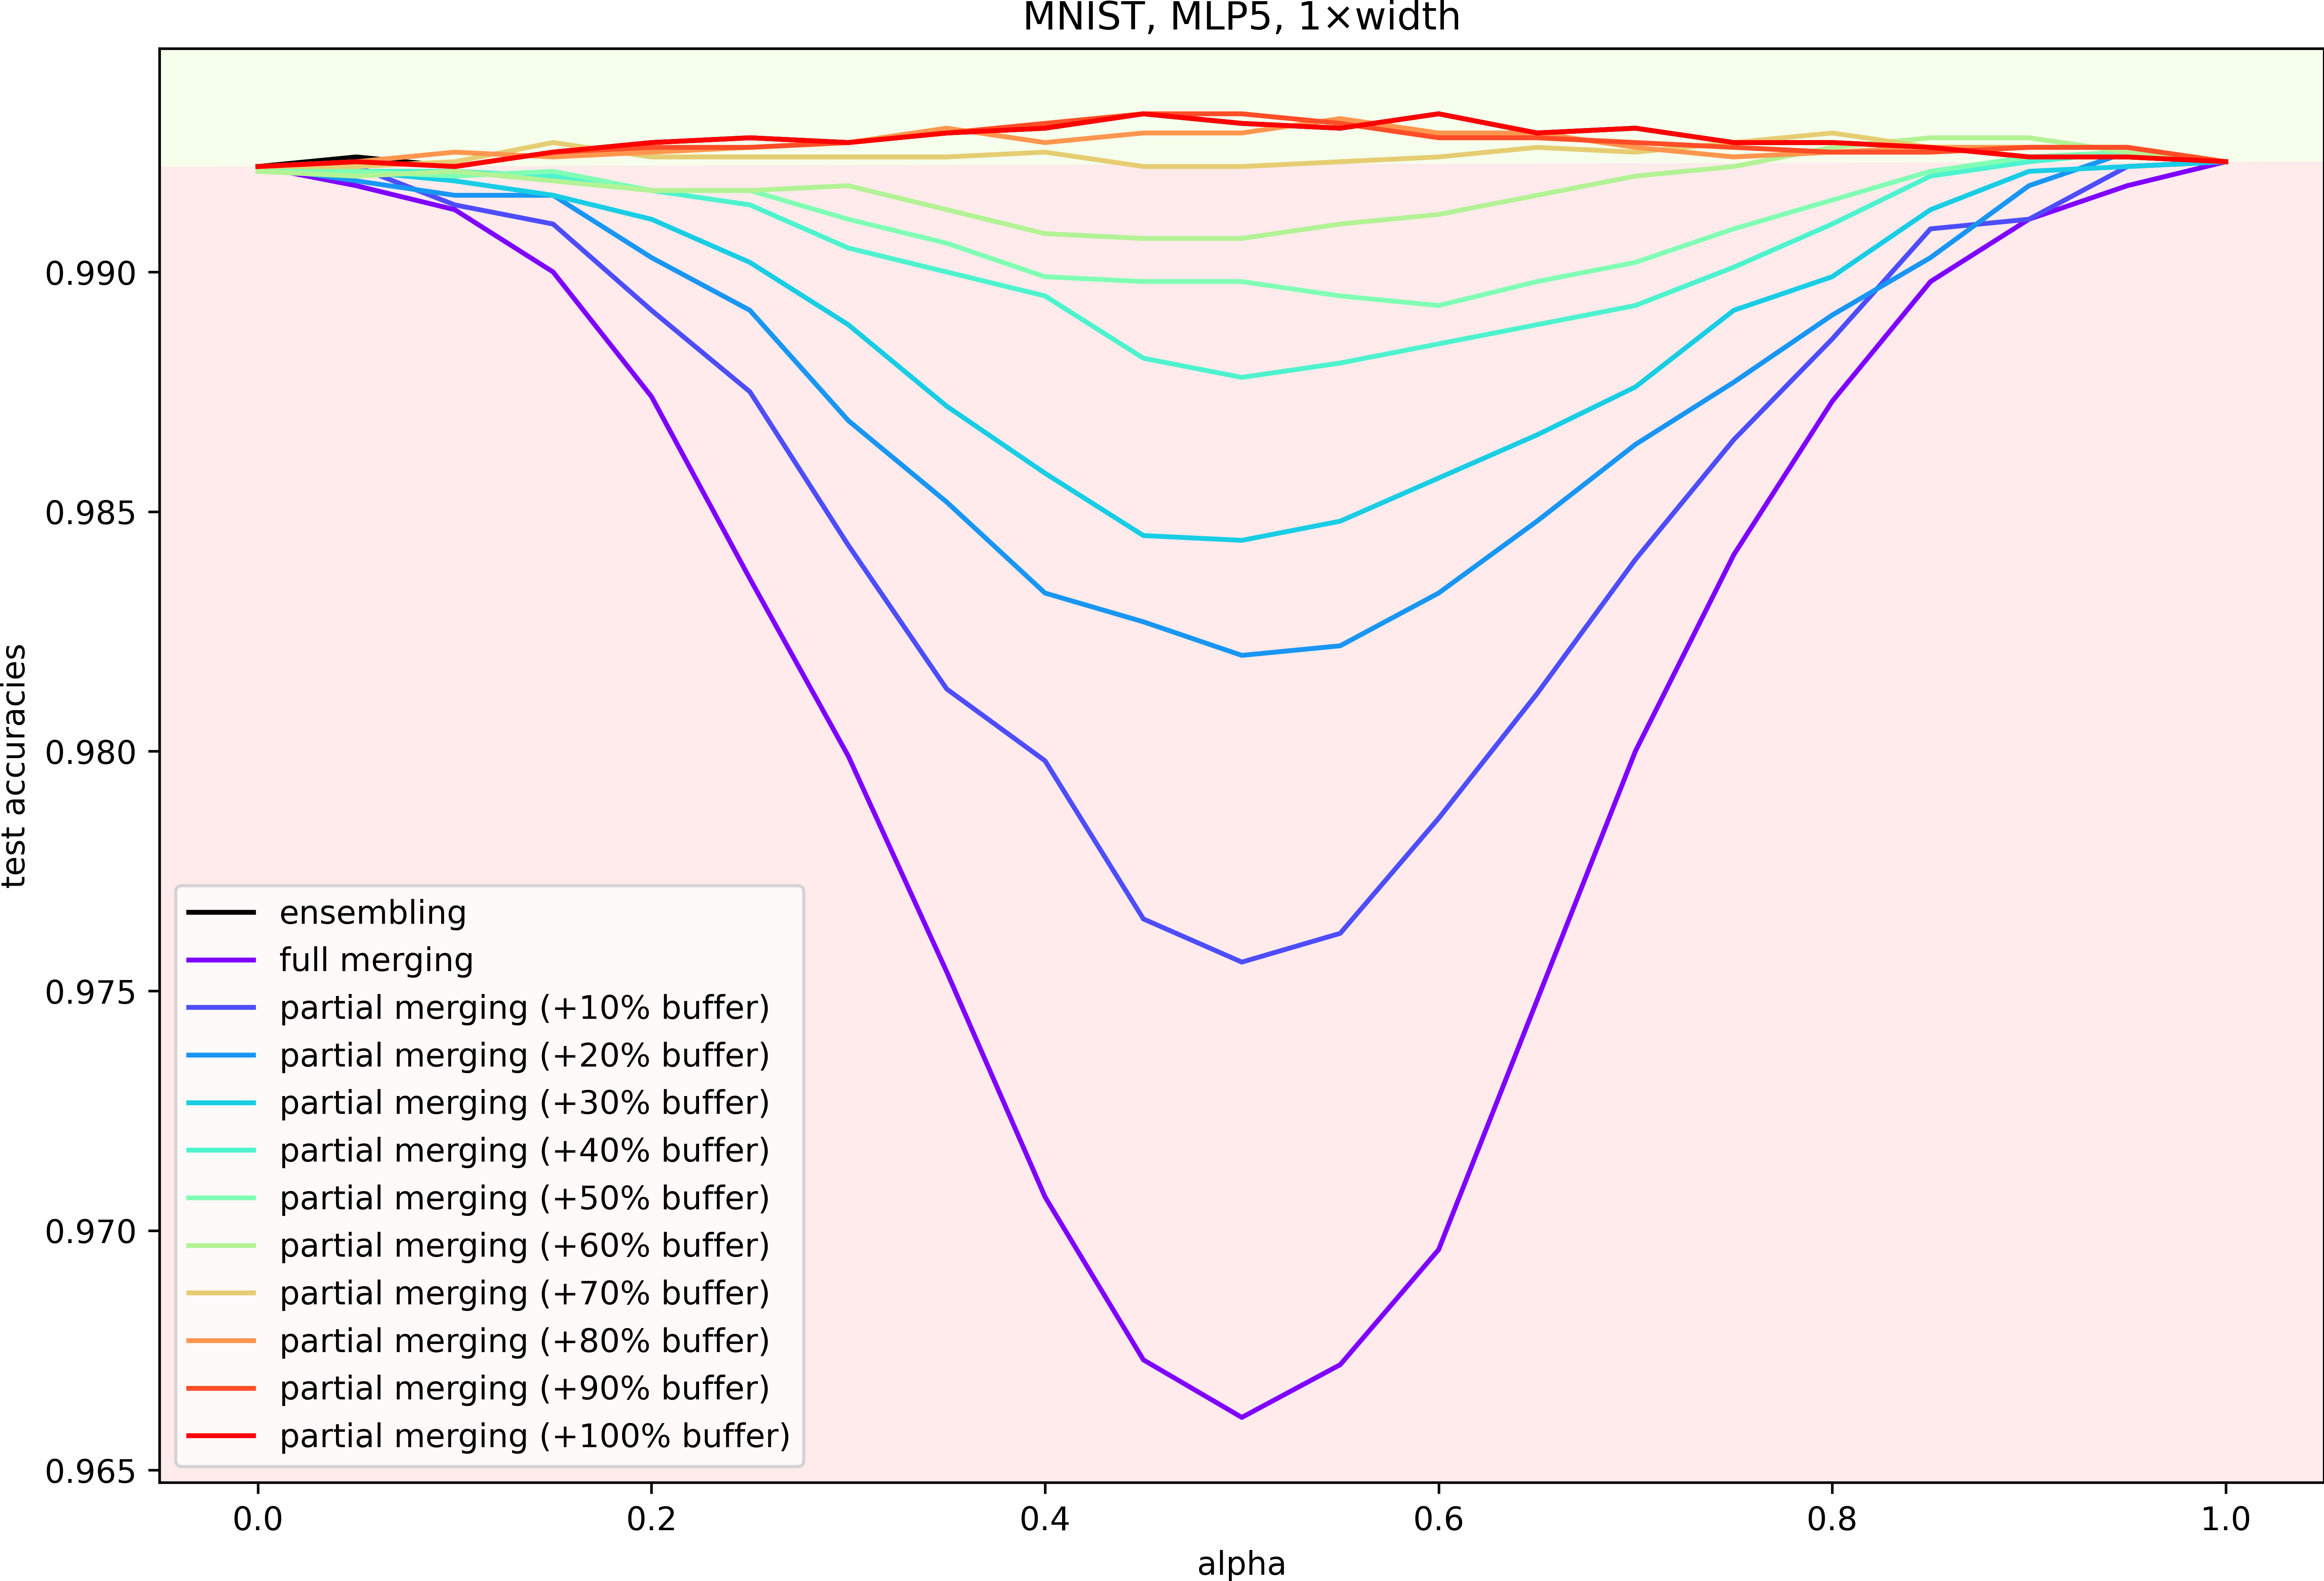 MNIST, MLP5, 1×width
test accuracies
0.990
0.985
0.980
0.975
0.970
0.965
ensembling
full merging
partial merging (+10% buffer)
partial merging (+20% buffer)
partial merging (+30% buffer)
partial merging (+40% buffer)
partial merging (+50% buffer)
partial merging (+60% buffer)
partial merging (+70% buffer)
partial merging (+80% buffer)
partial merging (+90% buffer)
partial merging (+100% buffer)
0.0 0.2 0.4 0.6 0.8 1.0
alpha